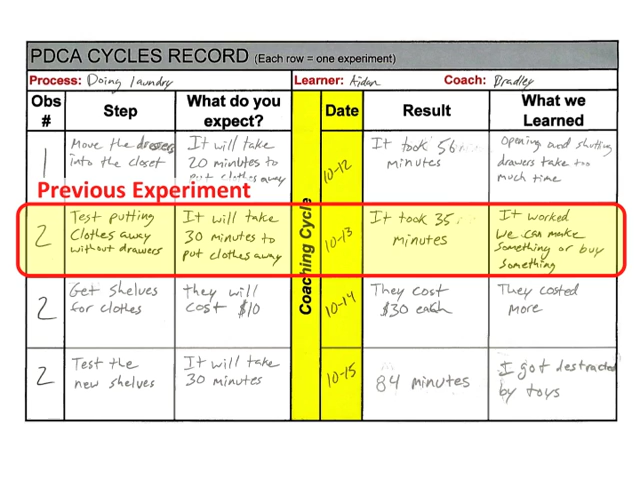 PDCA CYCLES RECORD (Each row = one experiment)
Process: Doing laundry Learner: Aidan Coach: Bradley
Obs # Step What do you expect? Coaching Cycle Date Result What we Learned
1
Move the dressers
into the closet
It will take
20 minutes to
put clothes away
10-12
It took 56
minutes
Opening and shutting
drawers take too
much time
Previous Experiment
2
Test putting
Clothes away
without drawers
It will take
30 minutes to
put clothes away
10-13
It took 35
minutes
It worked
We can make
something or buy
something
2
Get shelves
for clothes
they will
cost $10
10-14
They cost
$30 each
They costed
more
2
Test the
new shelves
It will take
30 minutes
10-15
84 minutes
I got destracted
by toys